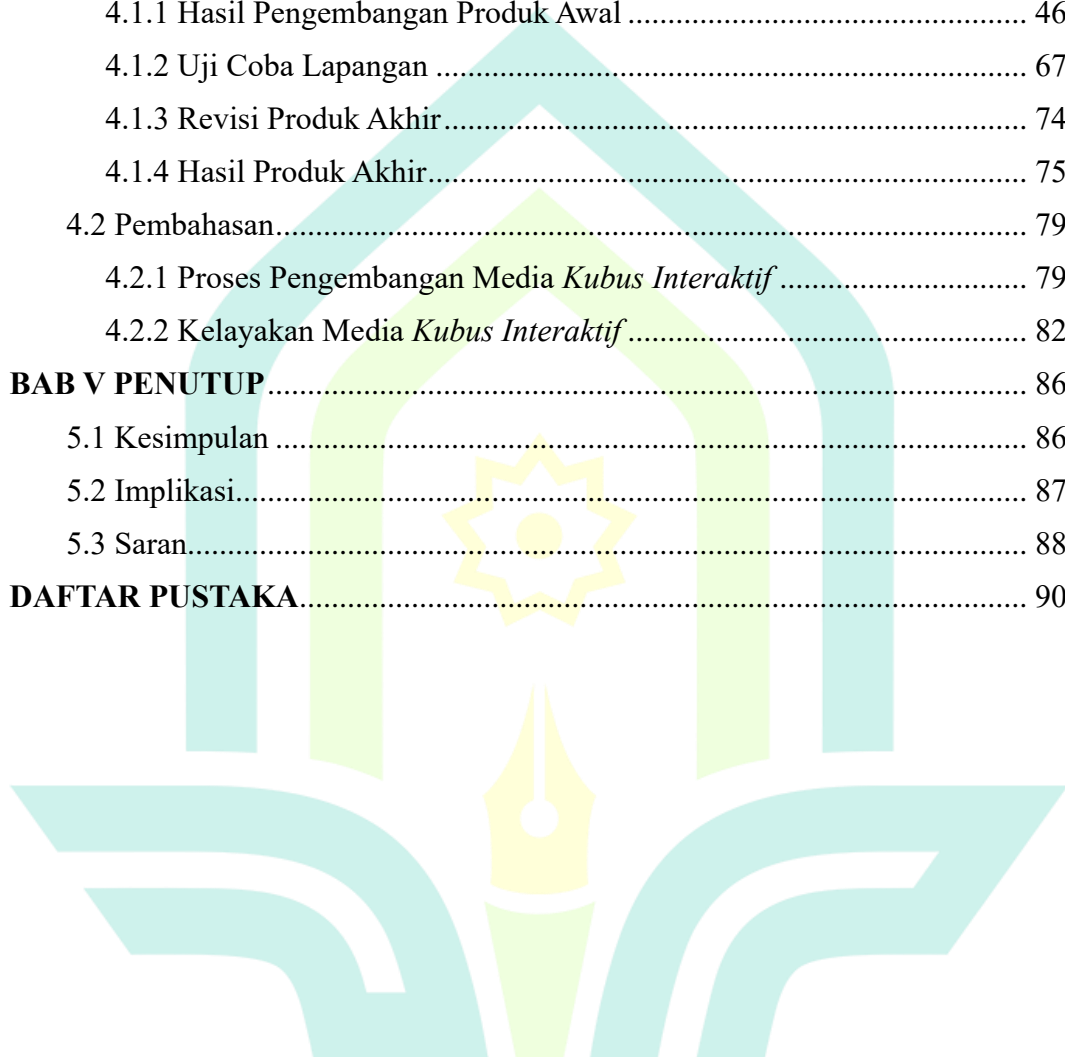 4.1.1 Hasil Pengembangan Produk Awal .................................................. 46
4.1.2 Uji Coba Lapangan .......................................................................... 67
4.1.3 Revisi Produk Akhir......................................................................... 74
4.1.4 Hasil Produk Akhir........................................................................... 75
4.2 Pembahasan.............................................................................................. 79
4.2.1 Proses Pengembangan Media Kubus Interaktif ............................... 79
4.2.2 Kelayakan Media Kubus Interaktif .................................................. 82
BAB V PENUTUP ............................................................................................... 86
5.1 Kesimpulan .............................................................................................. 86
5.2 Implikasi................................................................................................... 87
5.3 Saran......................................................................................................... 88
DAFTAR PUSTAKA........................................................................................... 90